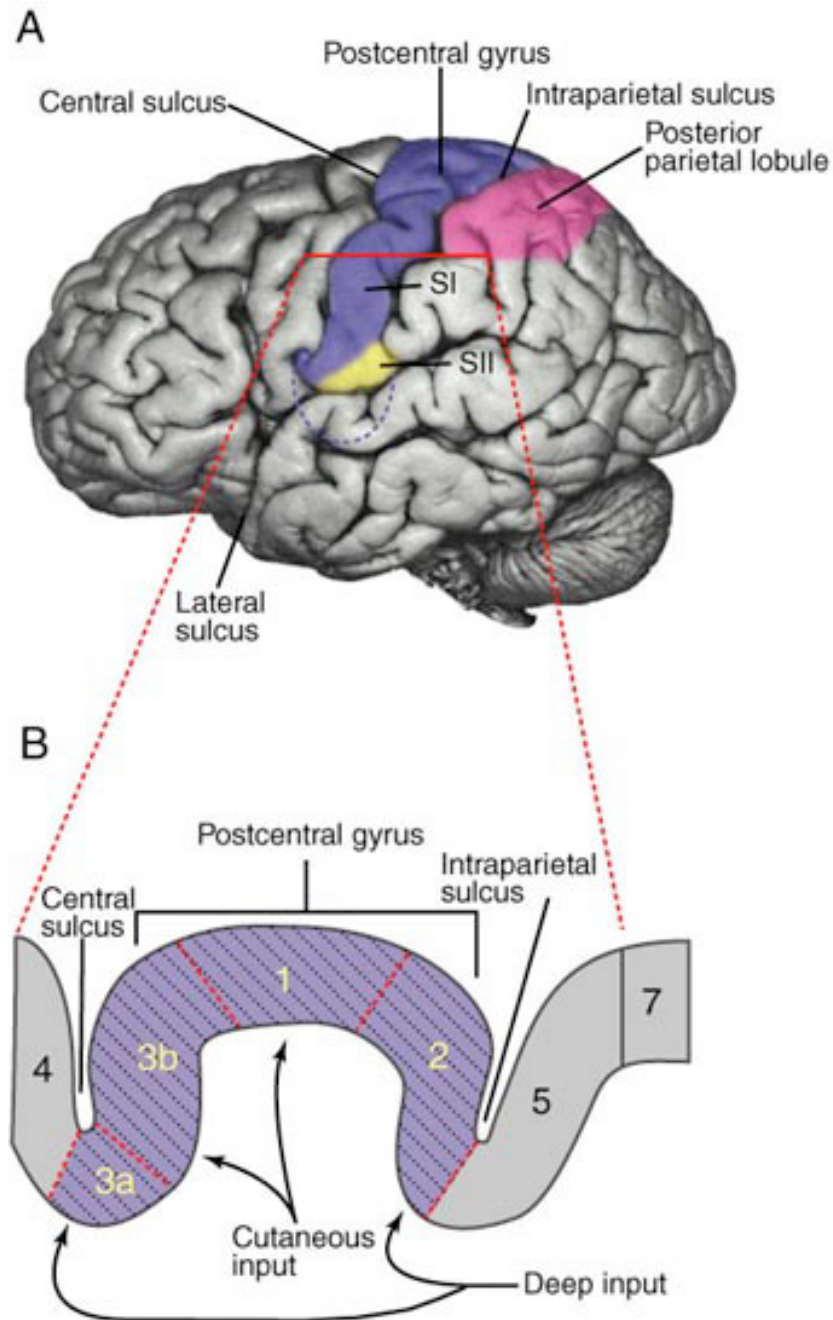 A
Postcentral gyrus
Central sulcus
Intraparietal sulcus
Posterior
parietal lobule
SI
SII
Lateral
sulcus
B
Postcentral gyrus
Intraparietal
sulcus
Central
sulcus
1
7
3b
2
4
5
3a
Cutaneous
input
Deep input